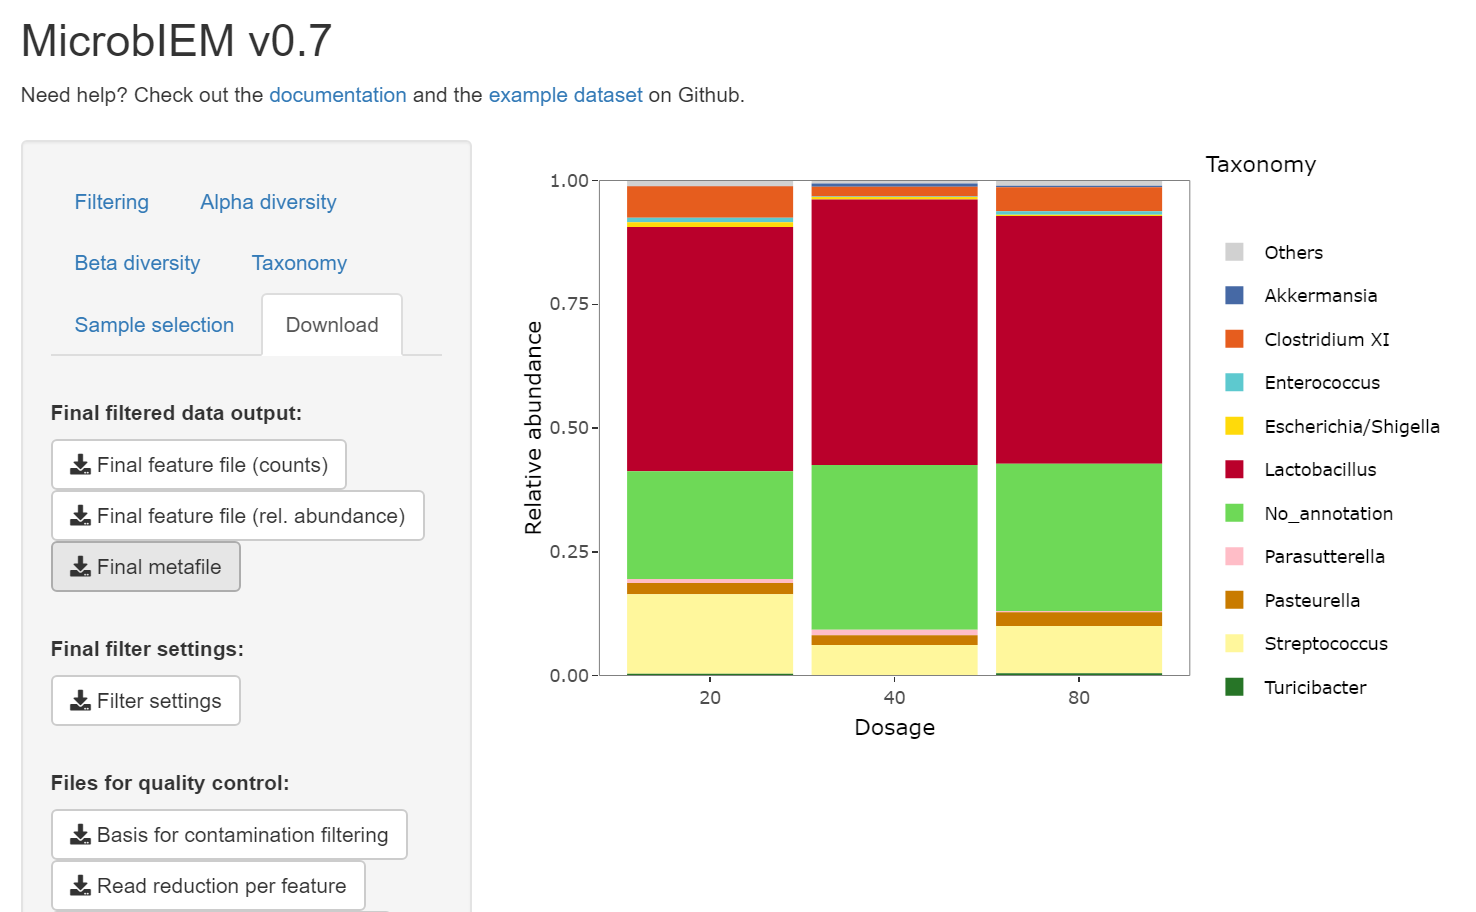 MicrobIEM v0.7
Need help? Check out the documentation and the example dataset on Github.
Filtering Alpha diversity
Beta diversity Taxonomy
Sample selection Download
Final filtered data output:
Final feature file (counts)
Final feature file (rel. abundance)
Final metafile
Final filter settings:
Filter settings
Files for quality control:
Basis for contamination filtering
Read reduction per feature
Relative abundance
1.00
0.75
0.50
0.25
0.00
20 40 80
Dosage
Taxonomy
Others
Akkermansia
Clostridium XI
Enterococcus
Escherichia/Shigella
Lactobacillus
No_annotation
Parasutterella
Pasteurella
Streptococcus
Turicibacter